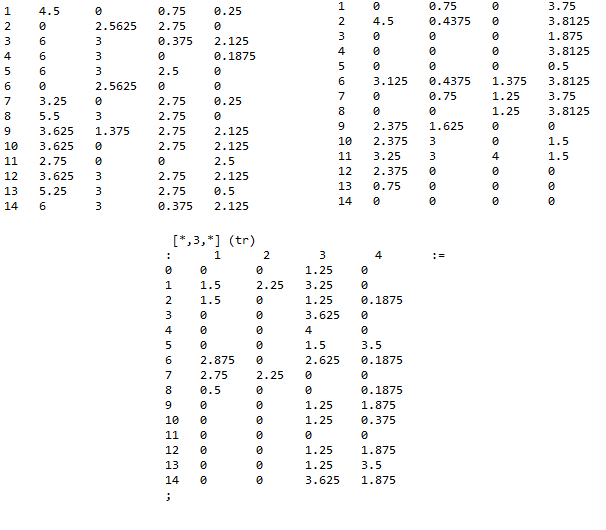 1 4.5 0 0.75 0.25
2 0 2.5625 2.75 0
3 6 3 0.375 2.125
4 6 3 0 0.1875
5 6 3 2.5 0
6 0 2.5625 0 0
7 3.25 0 2.75 0.25
8 5.5 3 2.75 0
9 3.625 1.375 2.75 2.125
10 3.625 0 2.75 2.125
11 2.75 0 0 2.5
12 3.625 3 2.75 2.125
13 5.25 3 2.75 0.5
14 6 3 0.375 2.125
1 0 0.75 0 3.75
2 4.5 0.4375 0 3.8125
3 0 0 0 1.875
4 0 0 0 3.8125
5 0 0 0 0.5
6 3.125 0.4375 1.375 3.8125
7 0 0.75 1.25 3.75
8 0 0 1.25 3.8125
9 2.375 1.625 0 0
10 2.375 3 0 1.5
11 3.25 3 4 1.5
12 2.375 0 0 0
13 0.75 0 0 0
14 0 0 0 0
[*,3,*] (tr)
: 1 2 3 4 :=
0 0 0 1.25 0
1 1.5 2.25 3.25 0
2 1.5 0 1.25 0.1875
3 0 0 3.625 0
4 0 0 4 0
5 0 0 1.5 3.5
6 2.875 0 2.625 0.1875
7 2.75 2.25 0 0
8 0.5 0 0 0.1875
9 0 0 1.25 1.875
10 0 0 1.25 0.375
11 0 0 0 0
12 0 0 1.25 1.875
13 0 0 1.25 3.5
14 0 0 3.625 1.875
;